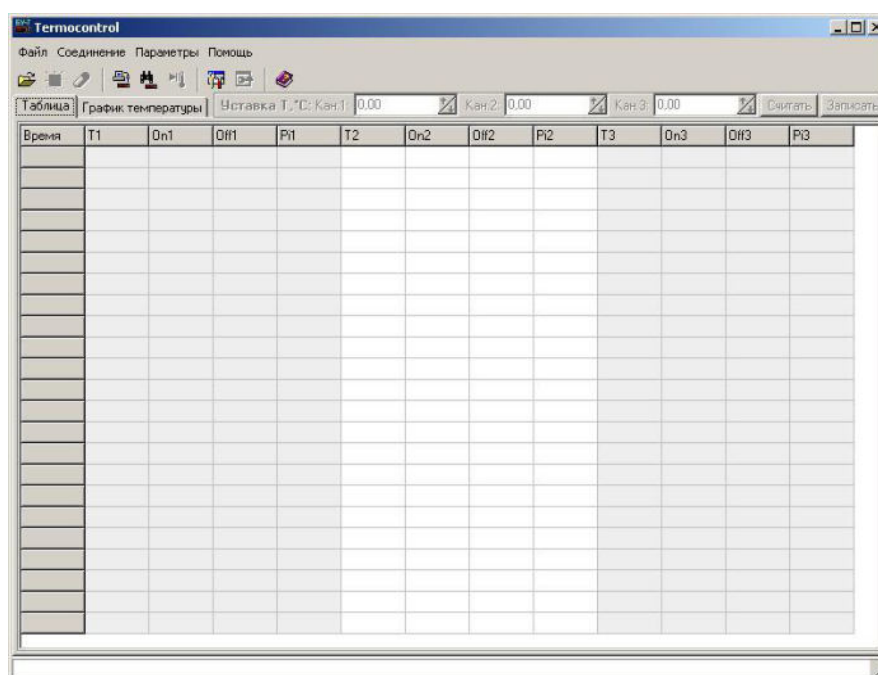 Termocontrol
Файл Соединение Параметры Помощь
Таблица График температуры Уставка Т,°С: Кан.1: 0,00 Кан.2: 0,00 Кан.3: 0,00 Считать Записать
Время T1 On1 Off1 Pi1 T2 On2 Off2 Pi2 T3 On3 Off3 Pi3